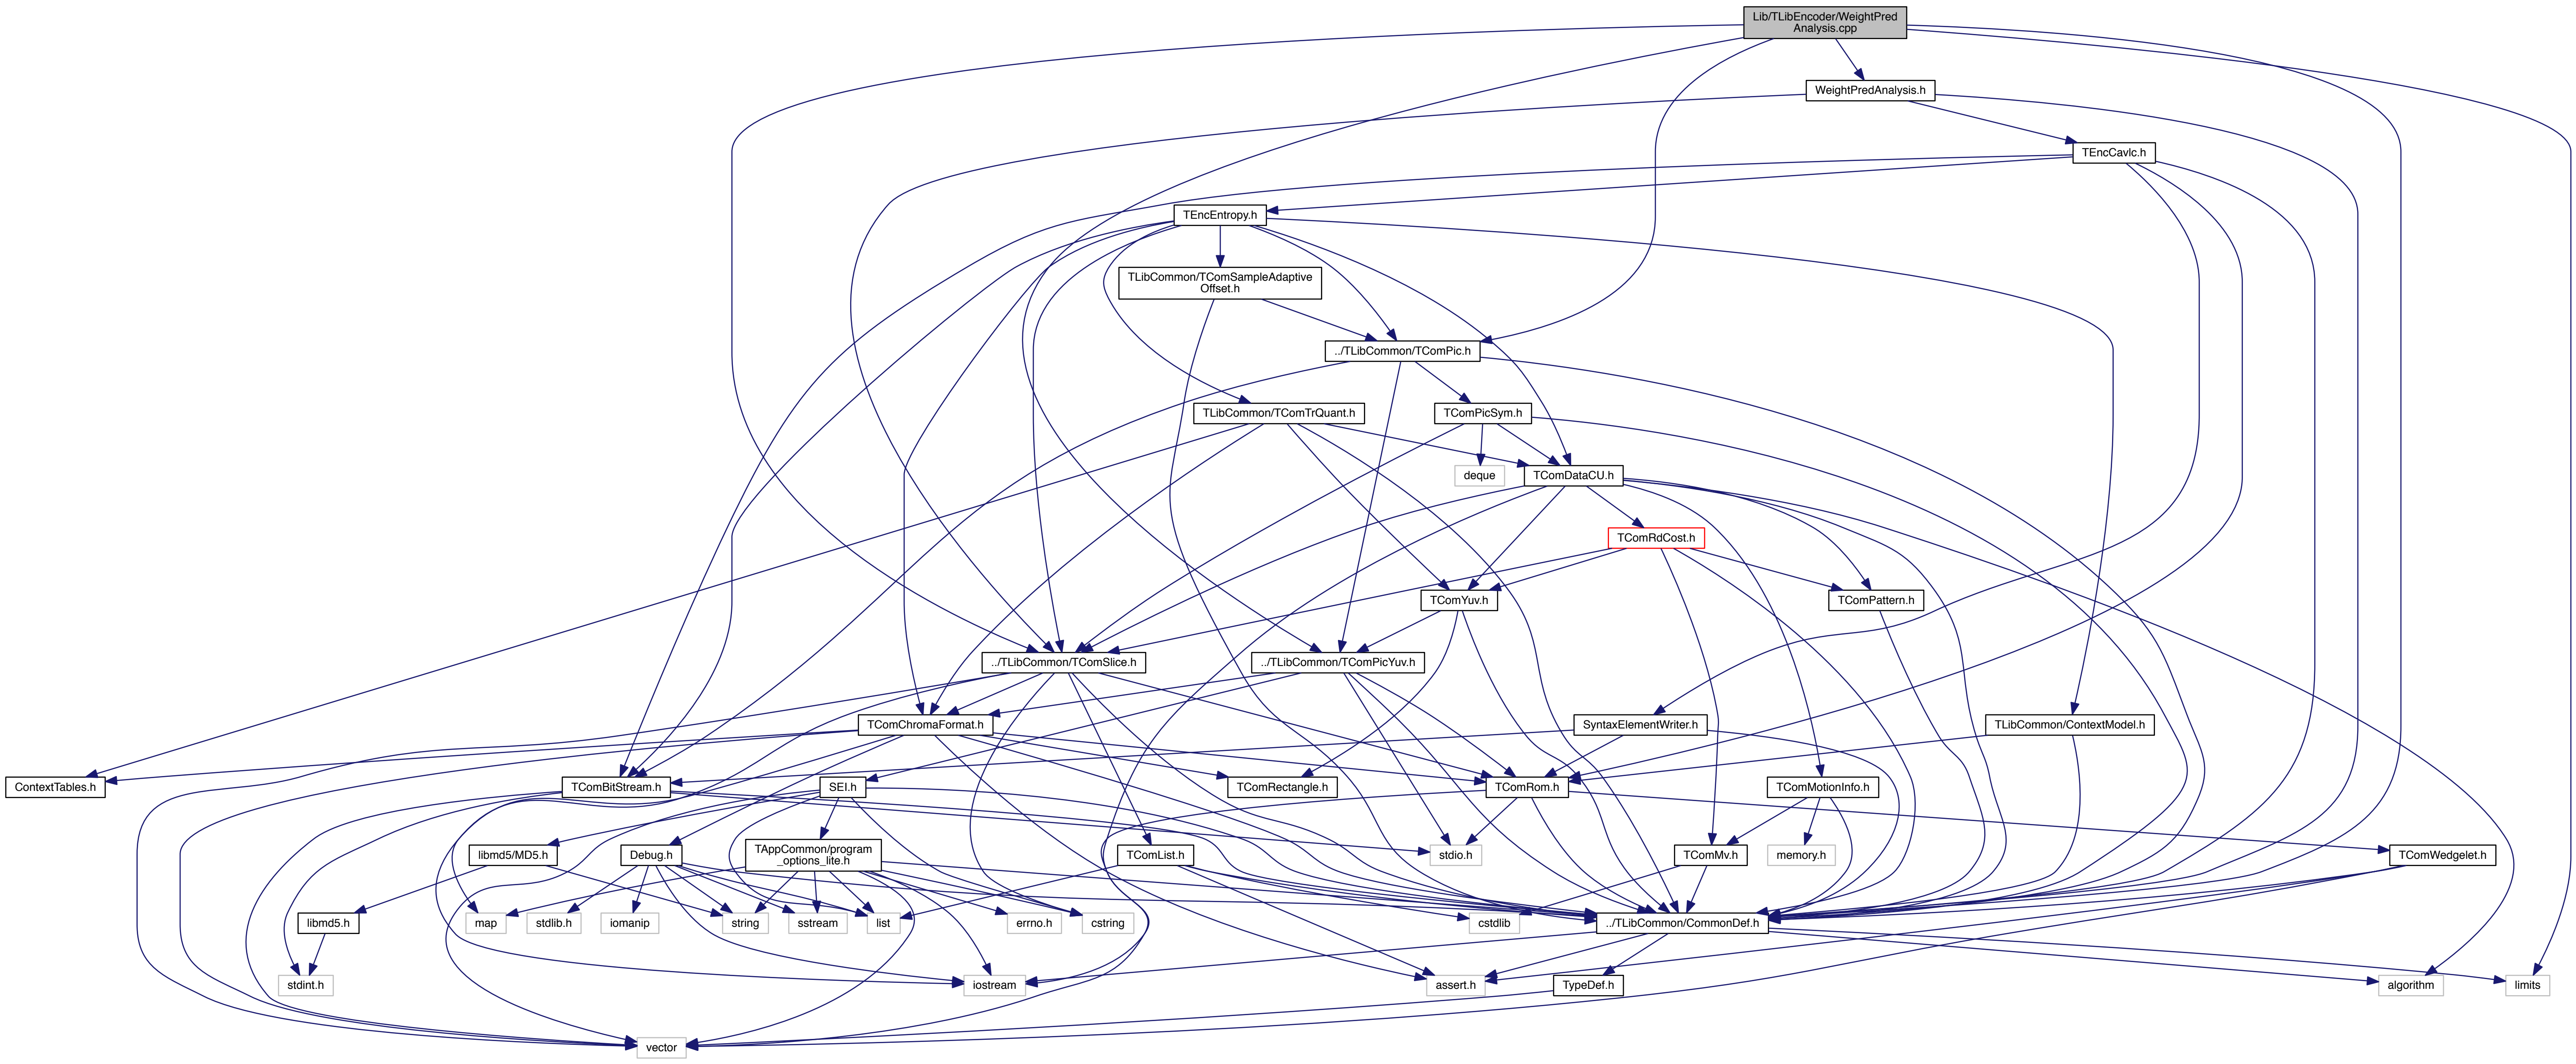 Lib/TLibEncoder/WeightPred
Analysis.cpp
WeightPredAnalysis.h
TEncCavlc.h
TEncEntropy.h
TLibCommon/TComSampleAdaptive
Offset.h
../TLibCommon/TComPic.h
TLibCommon/TComTrQuant.h
TComPicSym.h
deque
TComDataCU.h
TComRdCost.h
TComYuv.h
TComPattern.h
../TLibCommon/TComSlice.h
../TLibCommon/TComPicYuv.h
TComChromaFormat.h
SyntaxElementWriter.h
TLibCommon/ContextModel.h
ContextTables.h
TComBitStream.h
SEI.h
TComRectangle.h
TComRom.h
TComMotionInfo.h
libmd5/MD5.h
Debug.h
TAppCommon/program
_options_lite.h
TComList.h
stdio.h
TComMv.h
memory.h
TComWedgelet.h
libmd5.h
map
stdlib.h
iomanip
string
sstream
list
errno.h
cstring
cstdlib
../TLibCommon/CommonDef.h
stdint.h
iostream
assert.h
TypeDef.h
algorithm
limits
vector